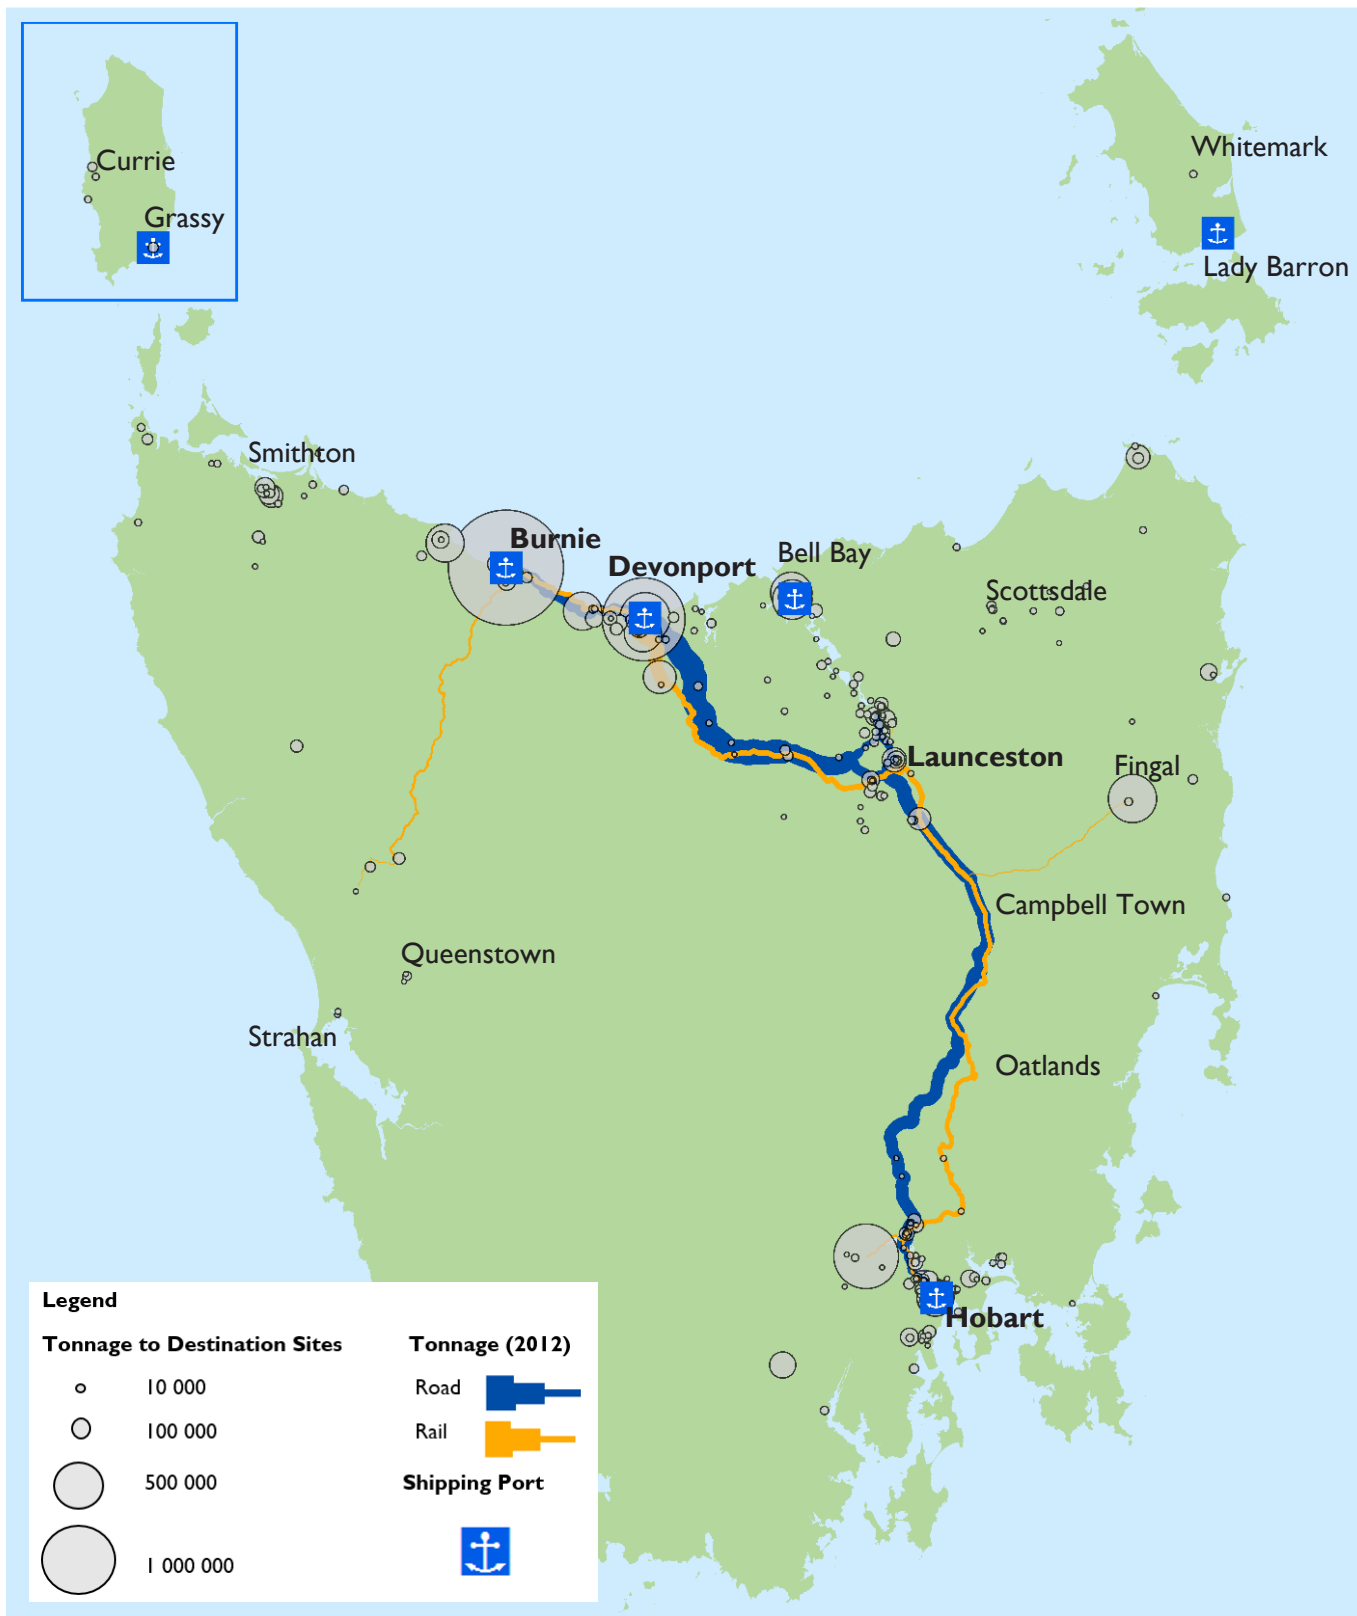 Whitemark
Currie
Grassy
Lady Barron
Smithton
Burnie
Bell Bay
Devonport
Scottsdale
Launceston
Fingal
Campbell Town
Queenstown
Strahan
Oatlands
Hobart
Legend
Tonnage to Destination Sites
10 000
100 000
500 000
1 000 000
Tonnage (2012)
Road
Rail
Shipping Port